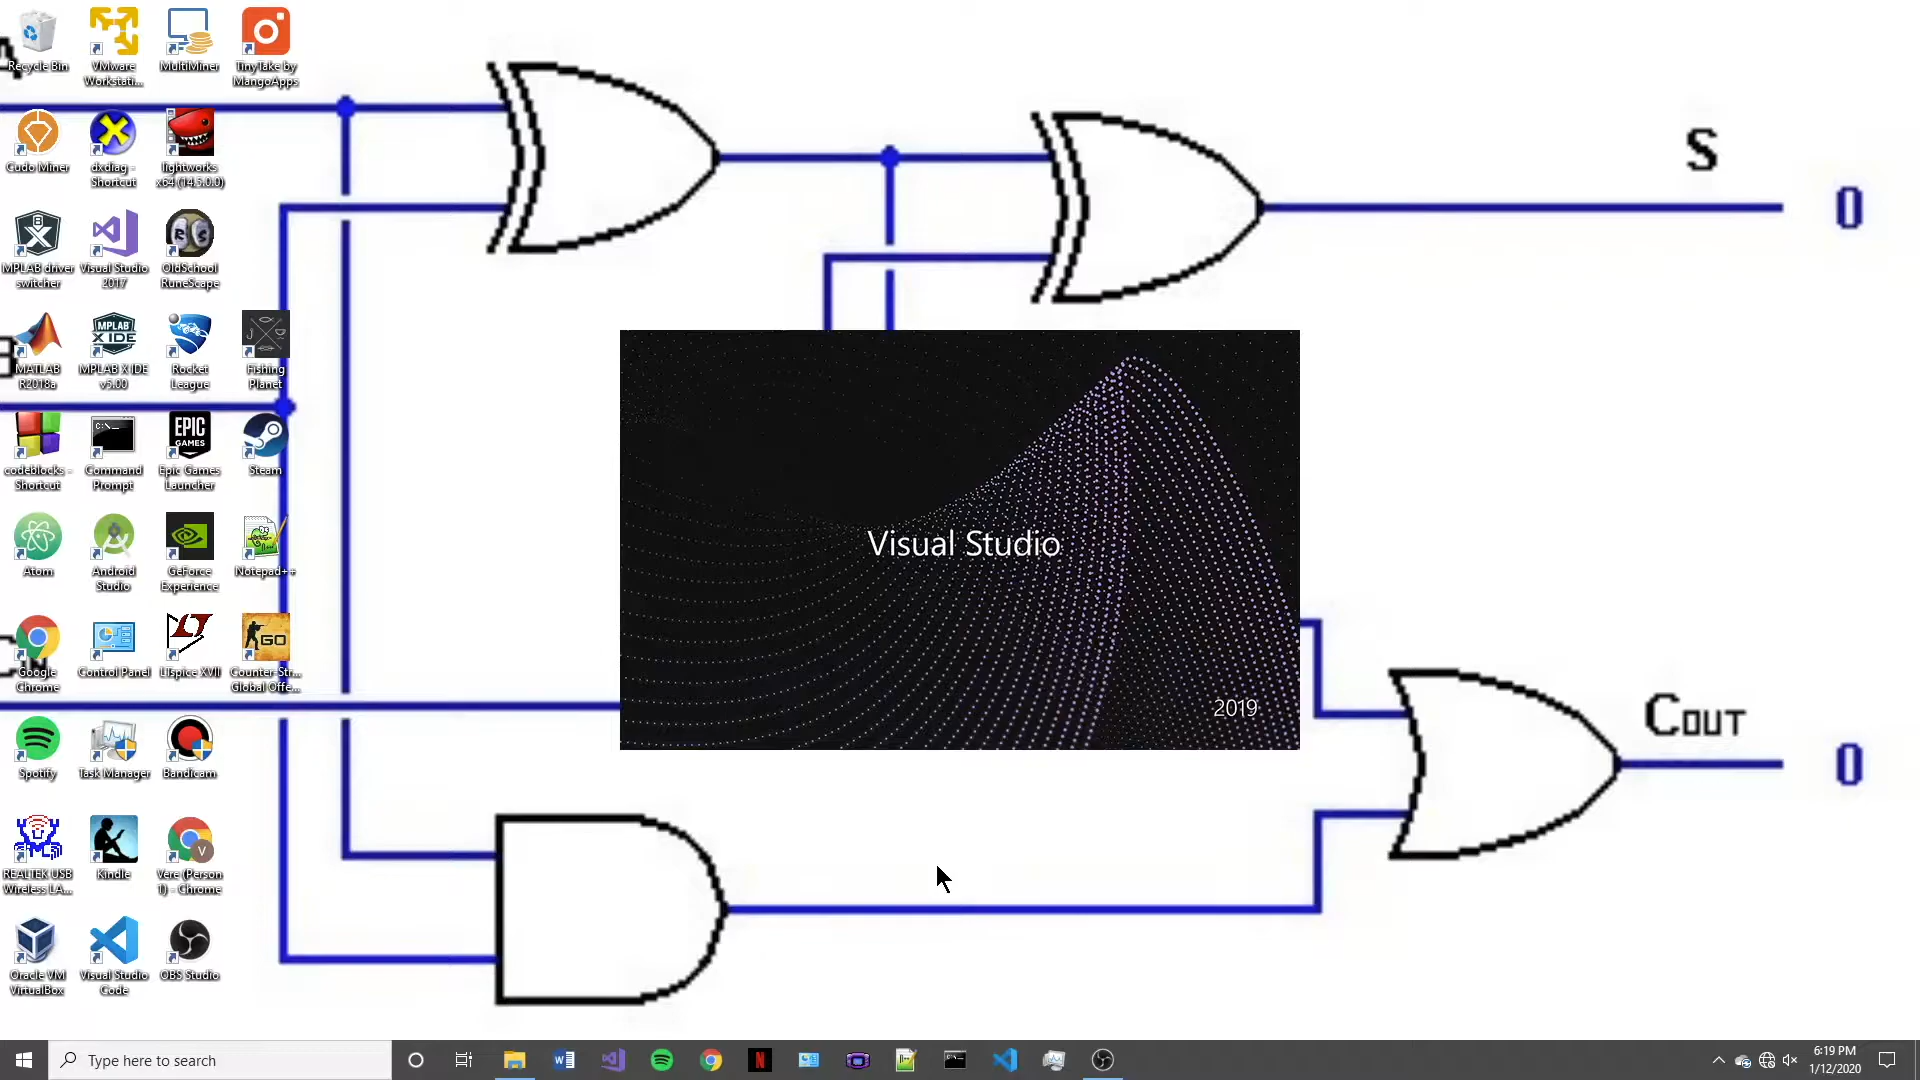 Recycle Bin
VMware
Workstati...
MultiMiner
TinyTake by
MangoApps
Cudo Miner
dxdiag -
Shortcut
lightworks
x64 (14.5.0.0)
MPLAB driver
switcher
Visual Studio
2017
OldSchool
RuneScape
MATLAB
R2018a
MPLAB X IDE
v5.00
Rocket
League
Fishing
Planet
codeblocks -
Shortcut
Command
Prompt
Epic Games
Launcher
Steam
Atom
Android
Studio
GeForce
Experience
Notepad++
Google
Chrome
Control Panel
LTspice XVII
Counter-Str...
Global Offe...
Spotify
Task Manager
Bandicam
REALTEK USB
Wireless LA...
Kindle
Vere (Person
1) - Chrome
Oracle VM
VirtualBox
Visual Studio
Code
OBS Studio
MPLAB
X IDE
EPIC
GAMES
GO
S
0
Visual Studio
2019
COUT
0
Type here to search
6:19 PM
1/12/2020